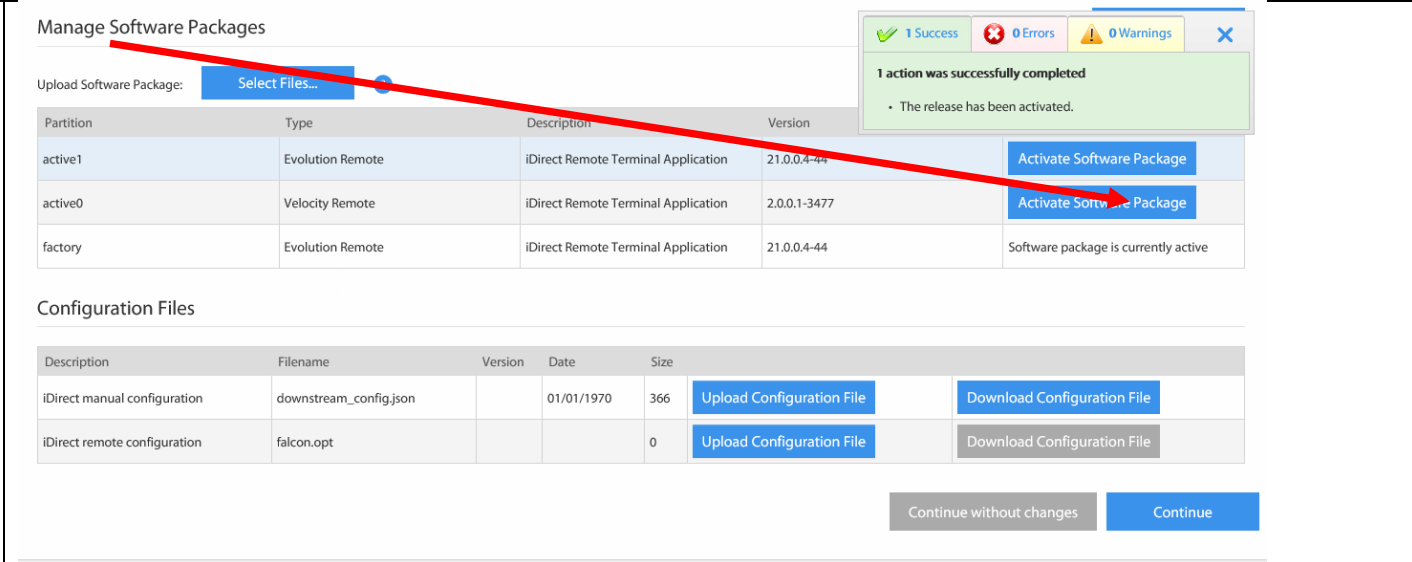 Manage Software Packages
1 Success 0 Errors 0 Warnings
1 action was successfully completed
• The release has been activated.
Upload Software Package: Select Files...
Partition Type Description Version
active1 Evolution Remote iDirect Remote Terminal Application 21.0.0.4-44 Activate Software Package
active0 Velocity Remote iDirect Remote Terminal Application 2.0.0.1-3477 Activate Software Package
factory Evolution Remote iDirect Remote Terminal Application 21.0.0.4-44 Software package is currently active
Configuration Files
Description Filename Version Date Size
iDirect manual configuration downstream_config.json 01/01/1970 366 Upload Configuration File Download Configuration File
iDirect remote configuration falcon.opt 0 Upload Configuration File Download Configuration File
Continue without changes Continue